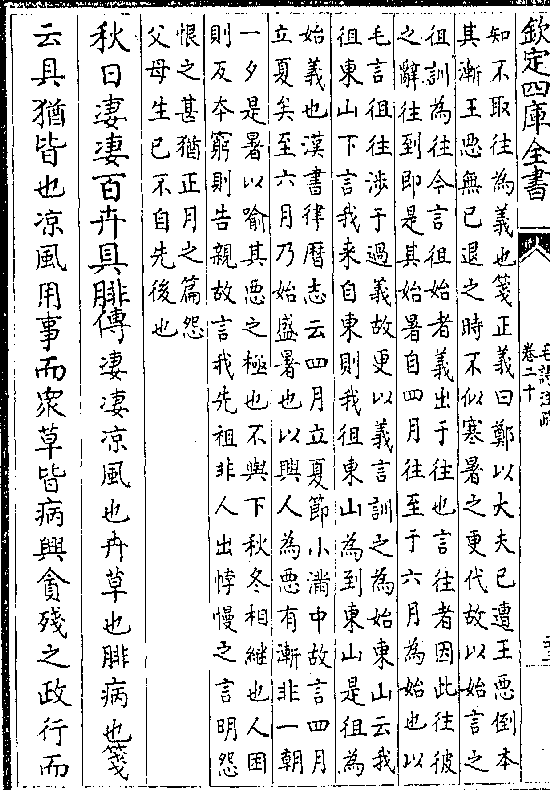 欽定四庫全書
卷二十
知不取往為義也箋正義曰鄭以大夫已遭王惡倒本
其漸王惡無已退之時不似寒暑之更代故以始言之
徂訓為往今言徂始者義出于往也言往者因此往彼
之辭往到即是其始暑自四月往至于六月為始也以
毛言徂往涉于過義故更以義言訓之為始東山云我
徂東山下言我來自東則我徂東山為到東山是徂為
始義也漢書律厯志云四月立夏節小滿中故言四月
立夏矣至六月乃始盛暑也以興人為惡有漸非一朝
一夕是暑以喻其惡之極也不與下秋冬相繼也人困
則反本窮則告親故言我先祖非人出悖慢之言明怨
恨之甚猶正月之篇怨
父母生已不自先後也
秋日淒淒百卉具腓傳淒淒凉風也卉草也腓病也箋
云具猶皆也凉風用事而衆草皆病興貪殘之政行而